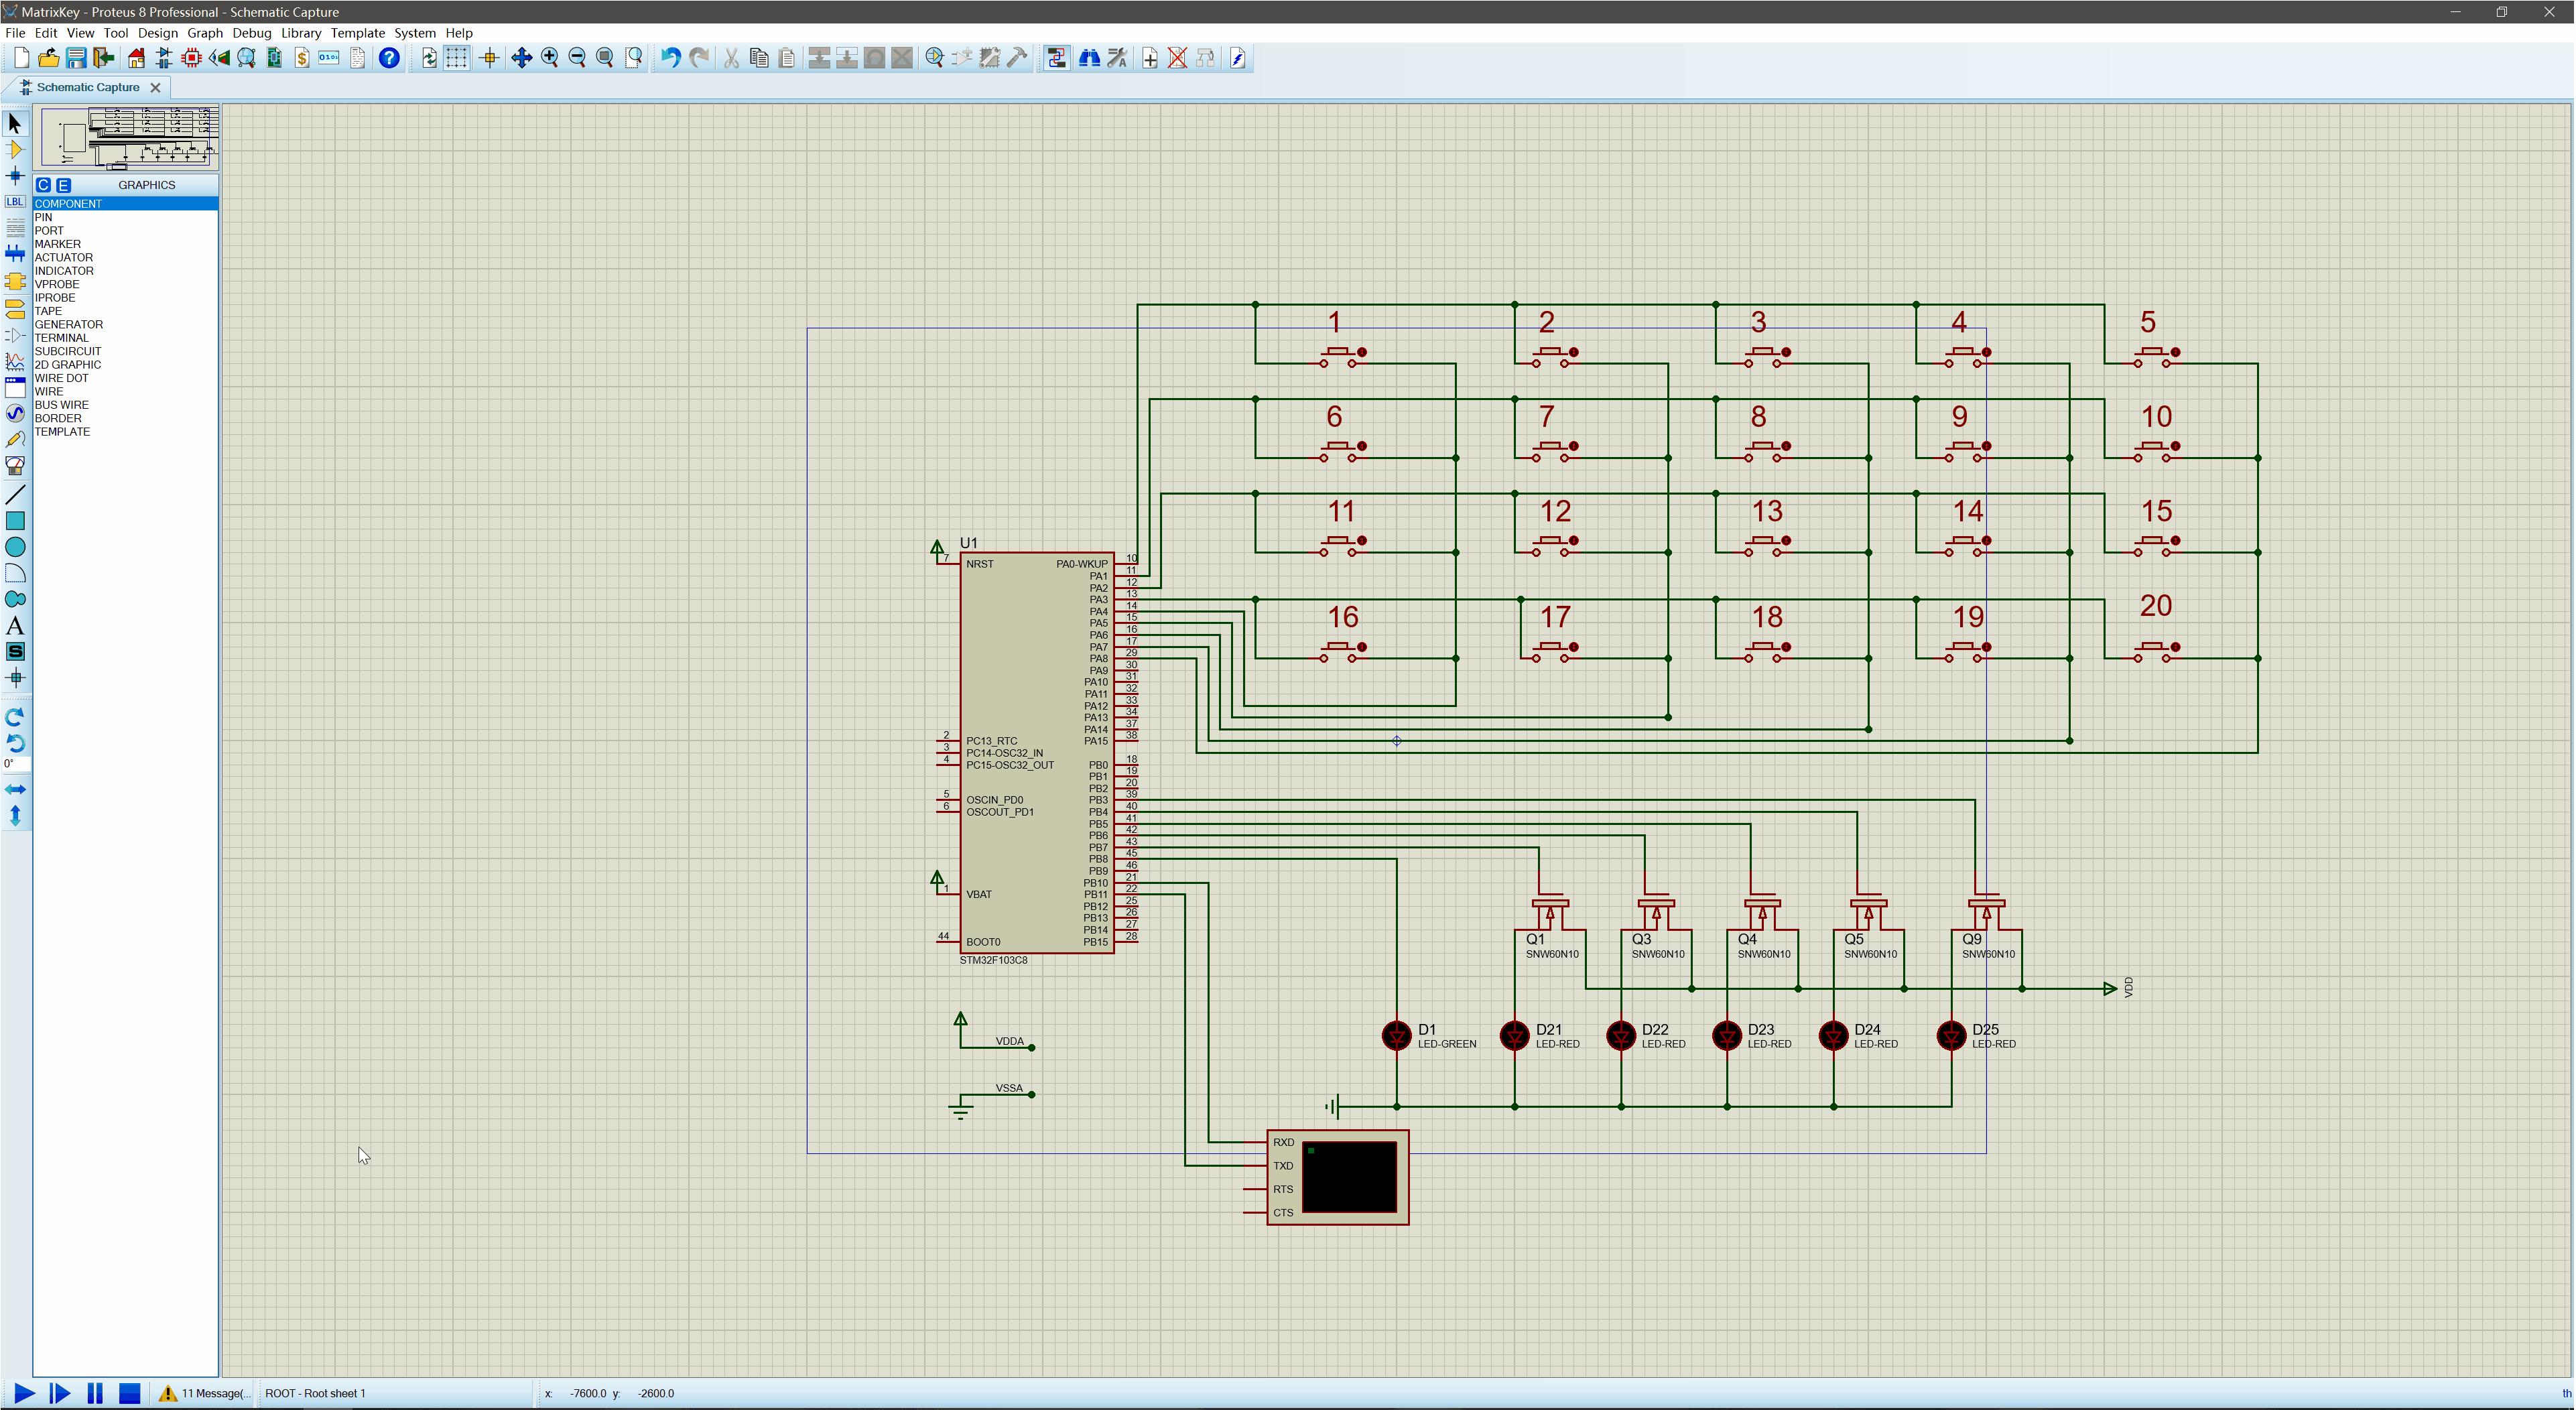 MatrixKey - Proteus 8 Professional - Schematic Capture
File Edit View Tool Design Graph Debug Library Template System Help
Schematic Capture
C E GRAPHICS
LBL
COMPONENT
PIN
PORT
MARKER
ACTUATOR
INDICATOR
VPROBE
IPROBE
TAPE
GENERATOR
TERMINAL
SUBCIRCUIT
2D GRAPHIC
WIRE DOT
WIRE
BUS WIRE
BORDER
TEMPLATE
A
S
0°
1 2 3 4 5
6 7 8 9 10
11 12 13 14 15
16 17 18 19 20
U1
7 NRST
2 PC13_RTC
3 PC14-OSC32_IN
4 PC15-OSC32_OUT
5 OSCIN_PD0
6 OSCOUT_PD1
1 VBAT
44 BOOT0
PA0-WKUP 10
PA1 11
PA2 12
PA3 13
PA4 14
PA5 15
PA6 16
PA7 17
PA8 29
PA9 30
PA10 31
PA11 32
PA12 33
PA13 34
PA14 37
PA15 38
PB0 18
PB1 19
PB2 20
PB3 39
PB4 40
PB5 41
PB6 42
PB7 43
PB8 45
PB9 46
PB10 21
PB11 22
PB12 25
PB13 26
PB14 27
PB15 28
STM32F103C8
Q1 Q3 Q4 Q5 Q9
SNW60N10 SNW60N10 SNW60N10 SNW60N10 SNW60N10
VDD
D1 D21 D22 D23 D24 D25
LED-GREEN LED-RED LED-RED LED-RED LED-RED LED-RED
VDDA
VSSA
RXD
TXD
RTS
CTS
11 Message(... ROOT - Root sheet 1 x: -7600.0 y: -2600.0 th